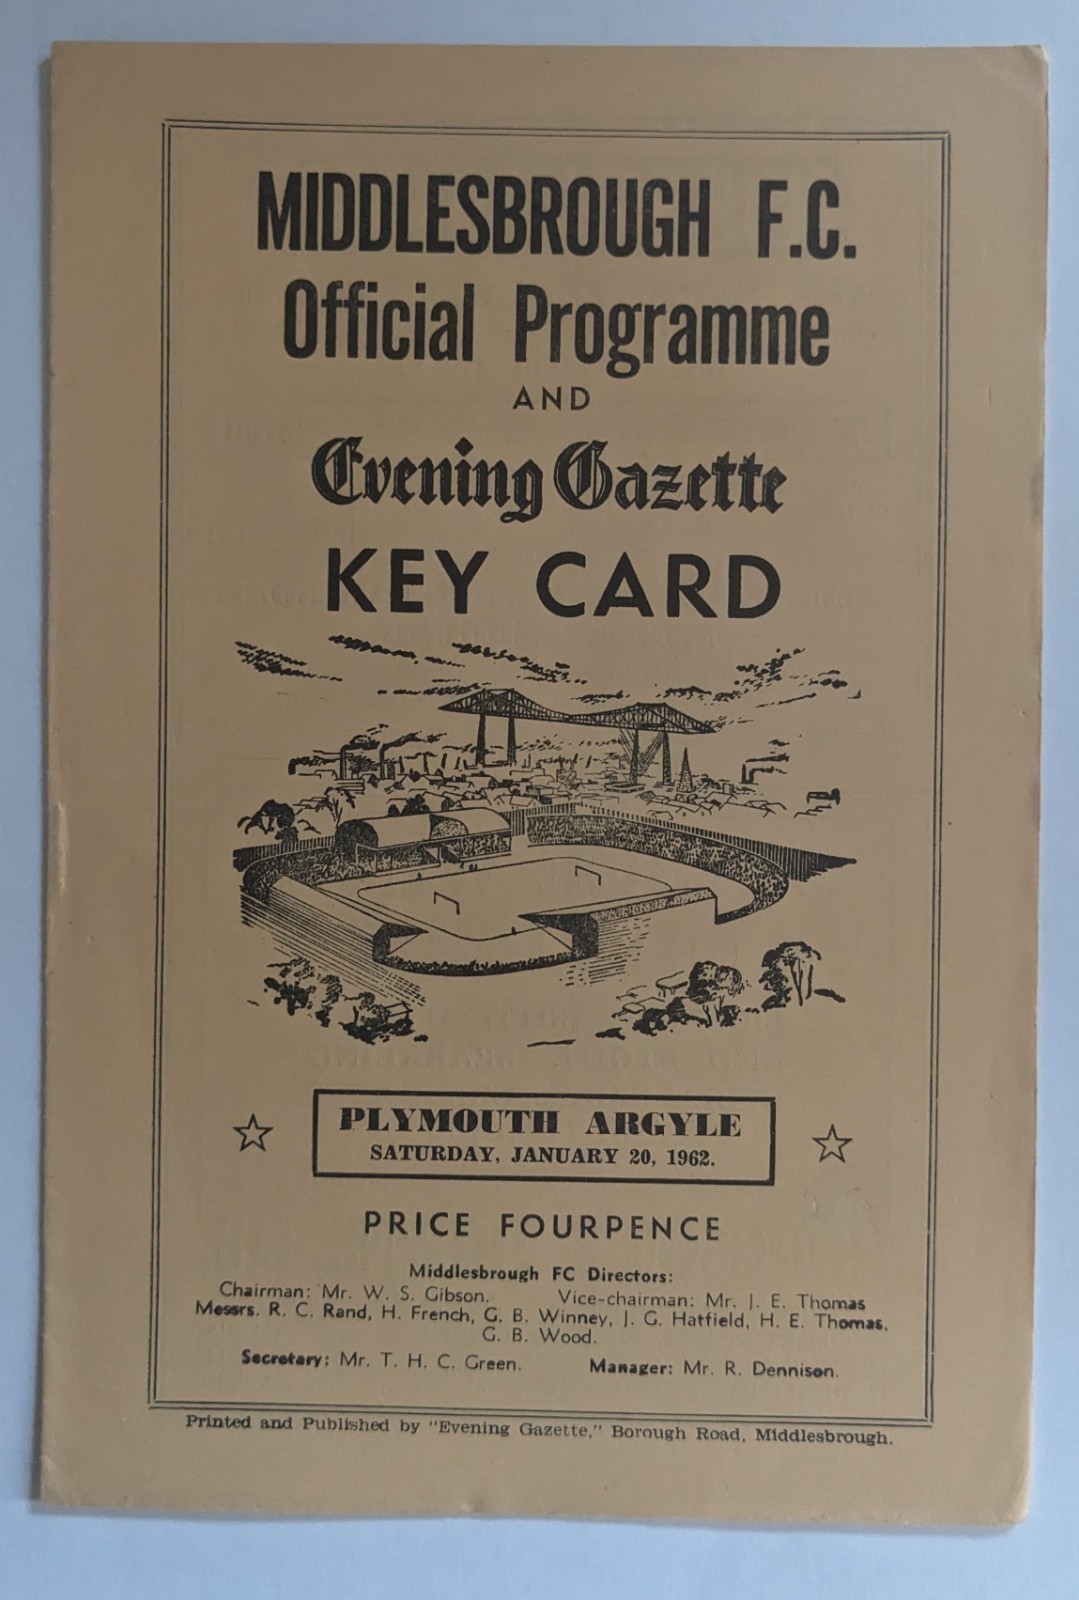 MIDDLESBROUGH F.C.
Official Programme
AND
Evening Gazette
KEY CARD
PLYMOUTH ARGYLE
SATURDAY, JANUARY 20, 1962.
PRICE FOURPENCE
Middlesbrough FC Directors:
Chairman: Mr. W. S. Gibson. Vice-chairman: Mr. J. E. Thomas
Messrs. R. C. Rand, H. French, G. B. Winney, J. G. Hatfield, H. E. Thomas,
G. B. Wood.
Secretary: Mr. T. H. C. Green. Manager: Mr. R. Dennison.
Printed and Published by "Evening Gazette," Borough Road, Middlesbrough.